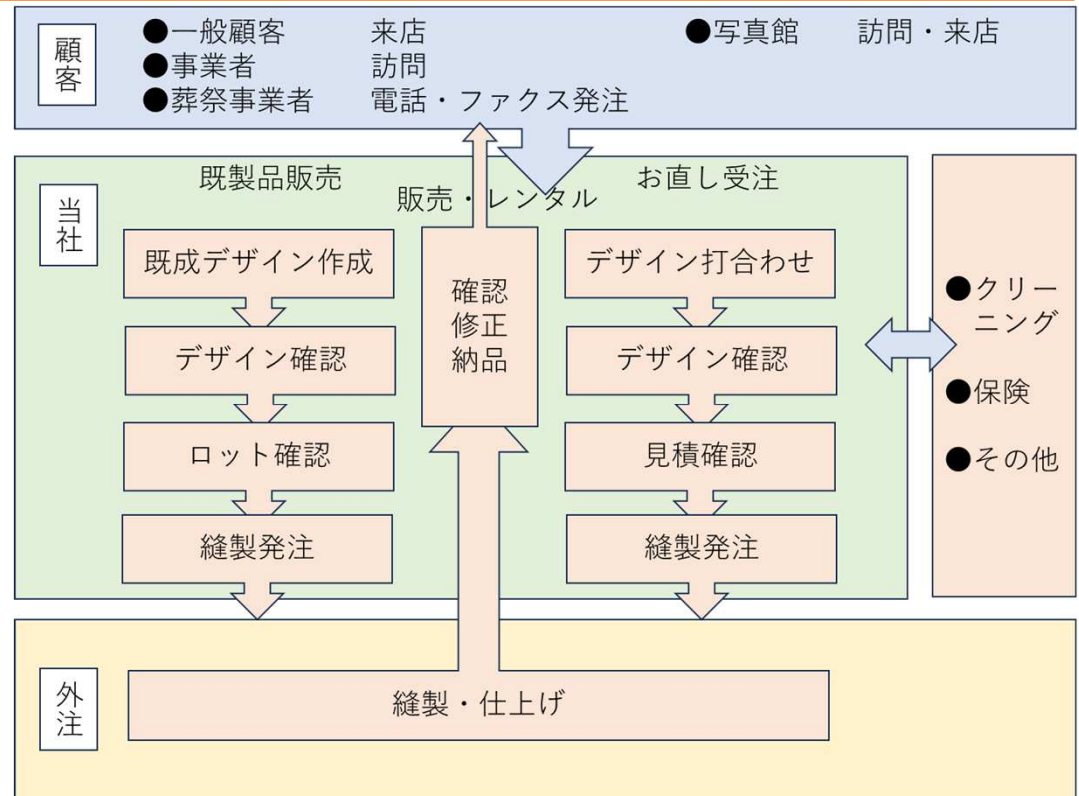 顧客
●一般顧客 来店
●写真館 訪問・来店
●事業者 訪問
●葬祭事業者 電話・ファクス発注
当社
既製品販売
販売・レンタル
お直し受注
既成デザイン作成
デザイン確認
ロット確認
縫製発注
確認
修正
納品
デザイン打合わせ
デザイン確認
見積確認
縫製発注
●クリー
ニング
●保険
●その他
外注
縫製・仕上げ